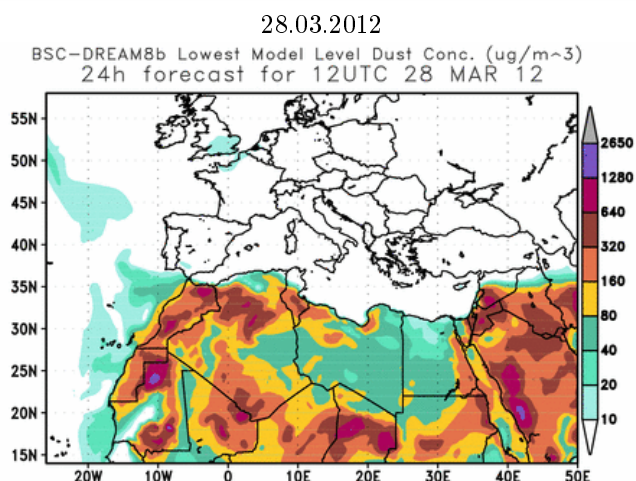 28.03.2012
BSC-DREAM8b Lowest Model Level Dust Conc. (ug/m^3)
24h forecast for 12UTC 28 MAR 12
55N
50N
45N
40N
35N
30N
25N
20N
15N
20W 10W 0 10E 20E 30E 40E 50E
2650
1280
640
320
160
80
40
20
10